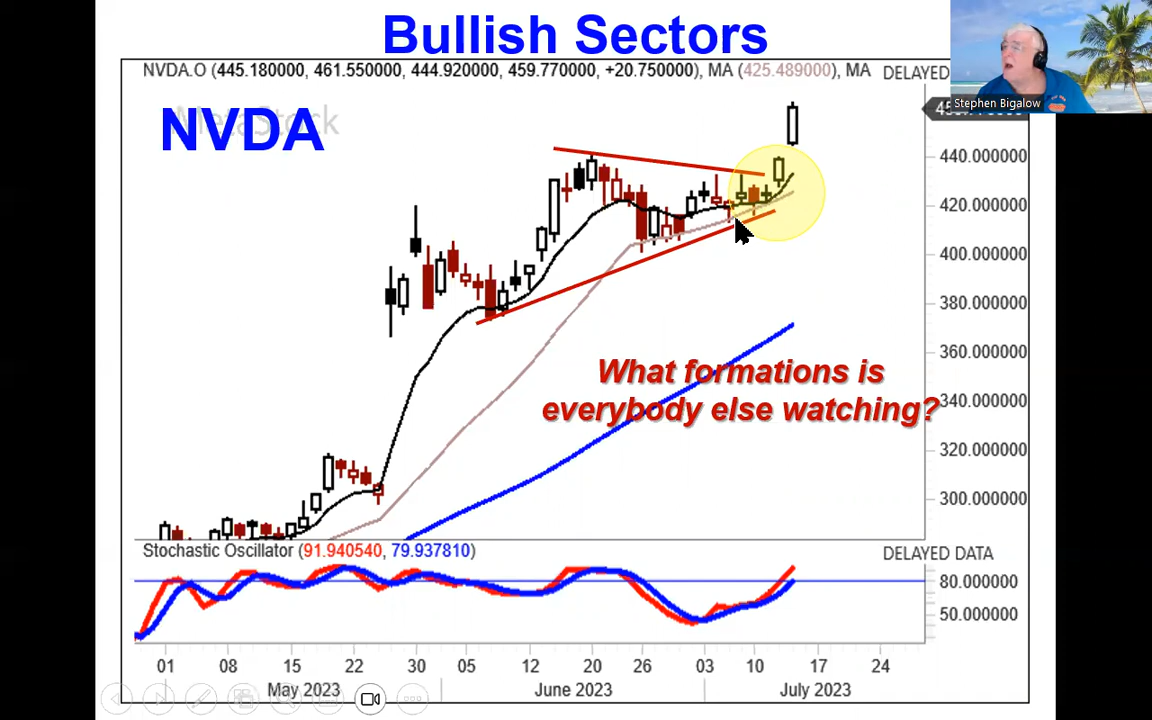 Bullish Sectors
NVDA.O (445.180000, 461.550000, 444.920000, 459.770000, +20.750000), MA (425.489000), MA
DELAYED
Stephen Bigalow
NVDA
MetaStock
440.000000
420.000000
400.000000
380.000000
360.000000
340.000000
320.000000
300.000000
What formations is
everybody else watching?
Stochastic Oscillator (91.940540, 79.937810)
DELAYED DATA
80.000000
50.000000
01 08 15 22 30 05 12 20 26 03 10 17 24
May 2023 June 2023 July 2023